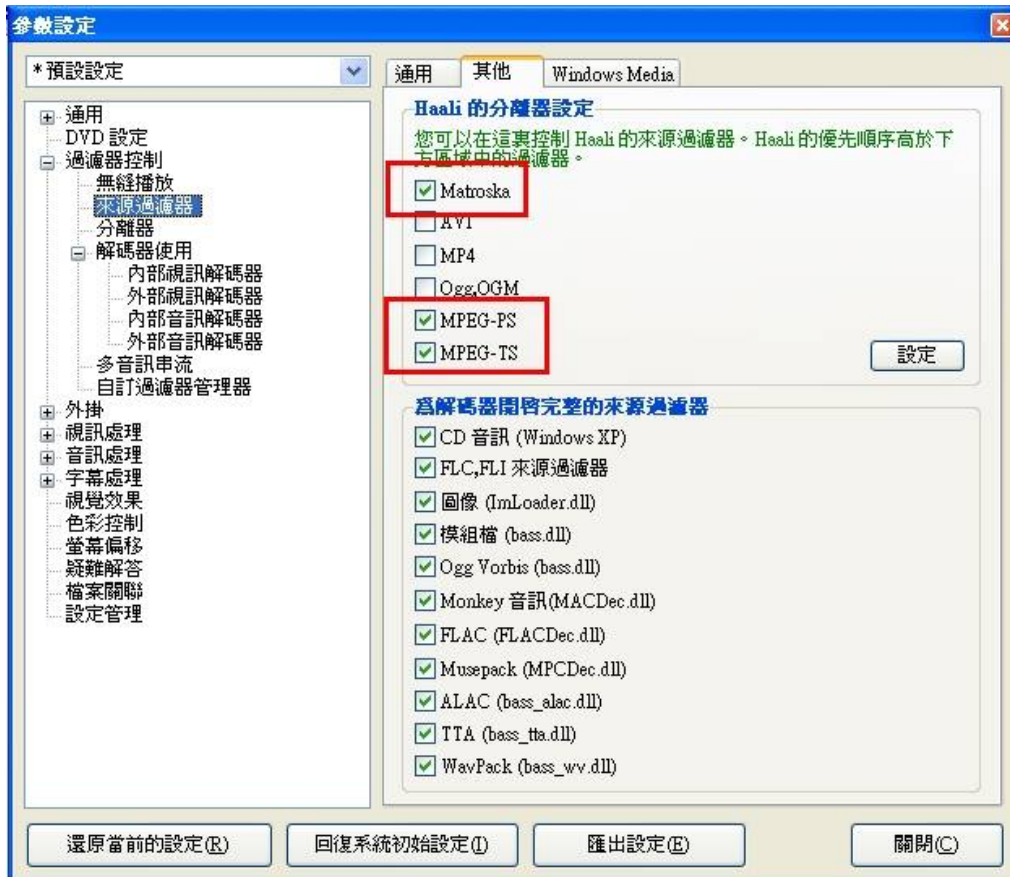 參數設定
*預設設定
通用
DVD 設定
過濾器控制
無縫播放
來源過濾器
分離器
解碼器使用
內部視訊解碼器
外部視訊解碼器
內部音訊解碼器
外部音訊解碼器
多音訊串流
自訂過濾器管理器
外掛
視訊處理
音訊處理
字幕處理
視覺效果
色彩控制
螢幕偏移
疑難解答
檔案關聯
設定管理
通用 其他 Windows Media
Haali 的分離器設定
您可以在這裏控制 Haali 的來源過濾器。Haali 的優先順序高於下
方區域中的過濾器。
Matroska
AVI
MP4
Ogg,OGM
MPEG-PS
MPEG-TS
設定
爲解碼器開啓完整的來源過濾器
CD 音訊 (Windows XP)
FLC,FLI 來源過濾器
圖像 (ImLoader.dll)
模組檔 (bass.dll)
Ogg Vorbis (bass.dll)
Monkey 音訊(MACDec.dll)
FLAC (FLACDec.dll)
Musepack (MPCDec.dll)
ALAC (bass_alac.dll)
TTA (bass_tta.dll)
WavPack (bass_wv.dll)
還原當前的設定(R) 回復系統初始設定(I) 匯出設定(E) 關閉(C)